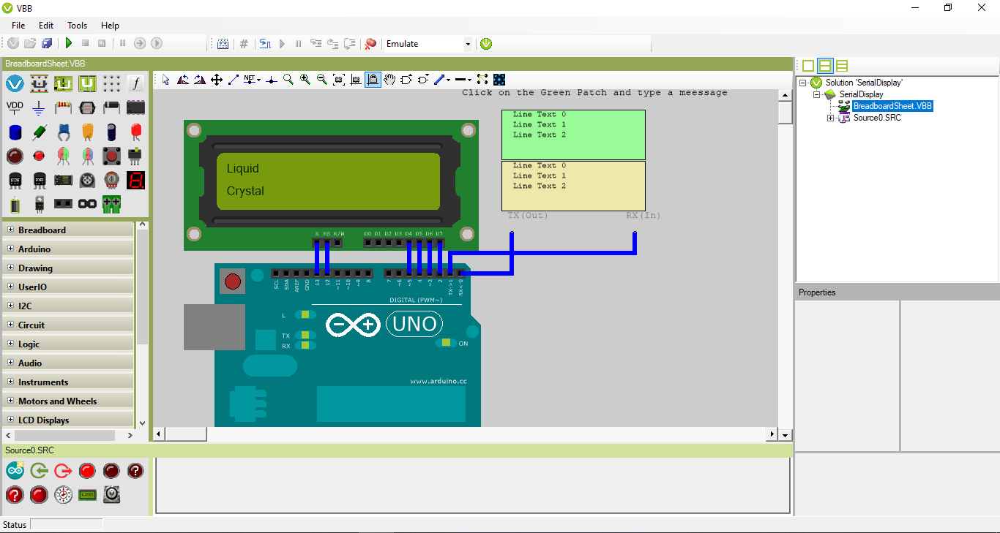 VBB
File Edit Tools Help
Emulate
BreadboardSheet.VBB
VDD
NET
NPN PNP
Breadboard
Arduino
Drawing
UserIO
I2C
Circuit
Logic
Audio
Instruments
Motors and Wheels
LCD Displays
Click on the Green Patch and type a meessage
Liquid
Crystal
Line Text 0
Line Text 1
Line Text 2
Line Text 0
Line Text 1
Line Text 2
TX(Out) RX(In)
E RS R/W D0 D1 D2 D3 D4 D5 D6 D7
SCL SDA AREF GND 13 12 ~11 ~10 ~9 8 7 ~6 ~5 4 ~3 2 TX->1 RX<-0
DIGITAL (PWM~)
L
UNO
TX
RX
ON
www.arduino.cc
Solution 'SerialDisplay'
SerialDisplay
BreadboardSheet.VBB
Source0.SRC
Properties
Source0.SRC
Status